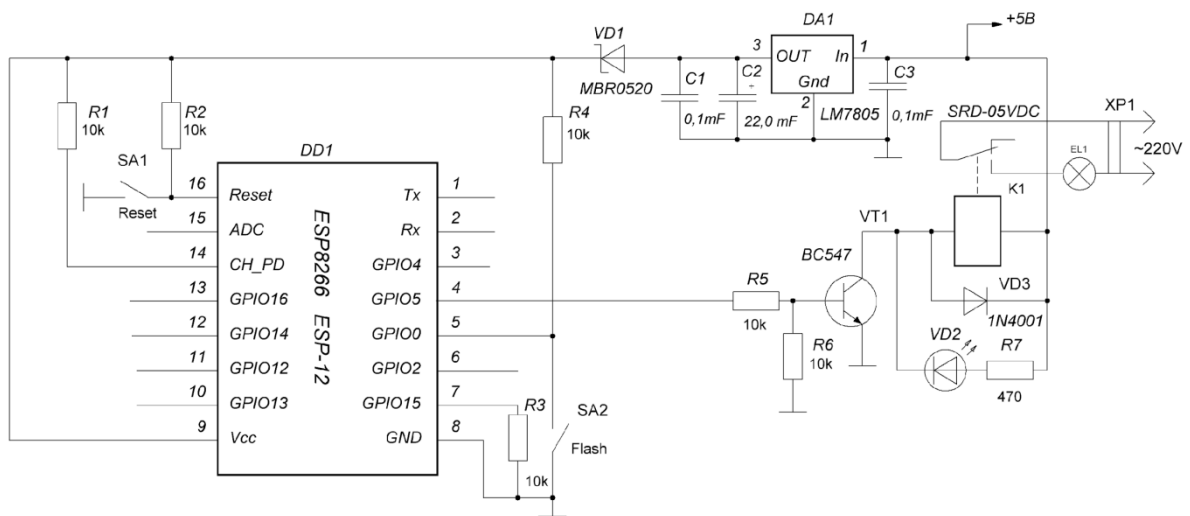 DA1
+5В
VD1
3
OUT
In
1
Gnd
2
MBR0520
C1
C2
+
C3
LM7805
0,1mF
22,0 mF
0,1mF
R1
10k
R2
10k
R4
10k
SRD-05VDC
XP1
~220V
EL1
K1
SA1
Reset
DD1
ESP8266 ESP-12
16
Reset
15
ADC
14
CH_PD
13
GPIO16
12
GPIO14
11
GPIO12
10
GPIO13
9
Vcc
Tx
1
Rx
2
GPIO4
3
GPIO5
4
GPIO0
5
GPIO2
6
GPIO15
7
GND
8
R3
10k
SA2
Flash
R5
10k
R6
10k
VT1
BC547
VD3
1N4001
VD2
R7
470